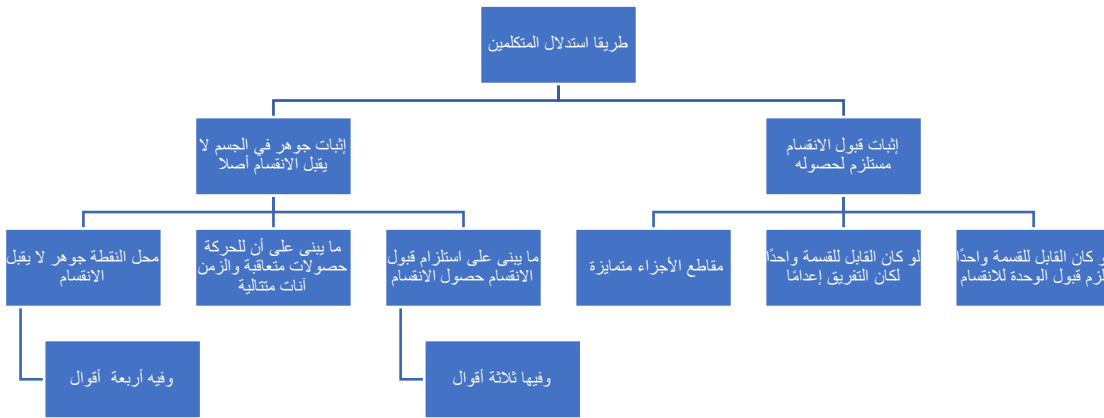 طريقا استدلال المتكلمين
إثبات قبول الانقسام
مستلزم لحصوله
إثبات جوهر في الجسم لا
يقبل الانقسام أصلا
و كان القابل للقسمة واحدًا
لزم قبول الوحدة للانقسام
لو كان القابل للقسمة واحدًا
لكان التفريق إعدامًا
مقاطع الأجزاء متمايزة
ما يبنى على استلزام قبول
الانقسام حصول الانقسام
ما يبنى على أن للحركة
حصولات متعاقبة والزمن
آنات متتالية
محل النقطة جوهر لا يقبل
الانقسام
وفيها ثلاثة أقوال
وفيه أربعة أقوال